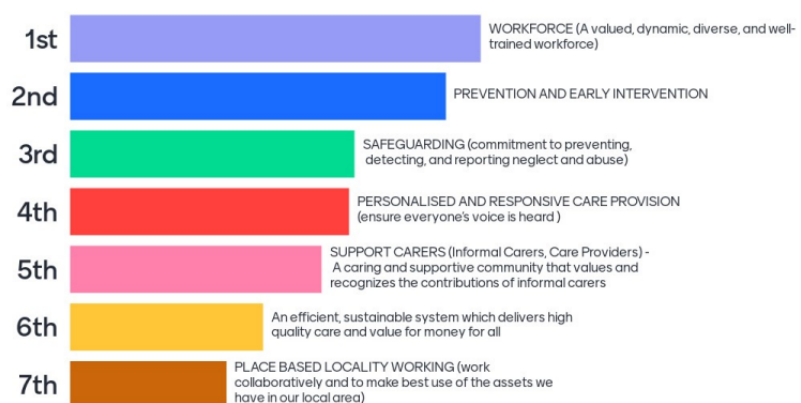 1st
WORKFORCE (A valued, dynamic, diverse, and well-
trained workforce)
2nd
PREVENTION AND EARLY INTERVENTION
3rd
SAFEGUARDING (commitment to preventing,
detecting, and reporting neglect and abuse)
4th
PERSONALISED AND RESPONSIVE CARE PROVISION
(ensure everyone's voice is heard )
5th
SUPPORT CARERS (Informal Carers, Care Providers) -
A caring and supportive community that values and
recognizes the contributions of informal carers
6th
An efficient, sustainable system which delivers high
quality care and value for money for all
7th
PLACE BASED LOCALITY WORKING (work
collaboratively and to make best use of the assets we
have in our local area)